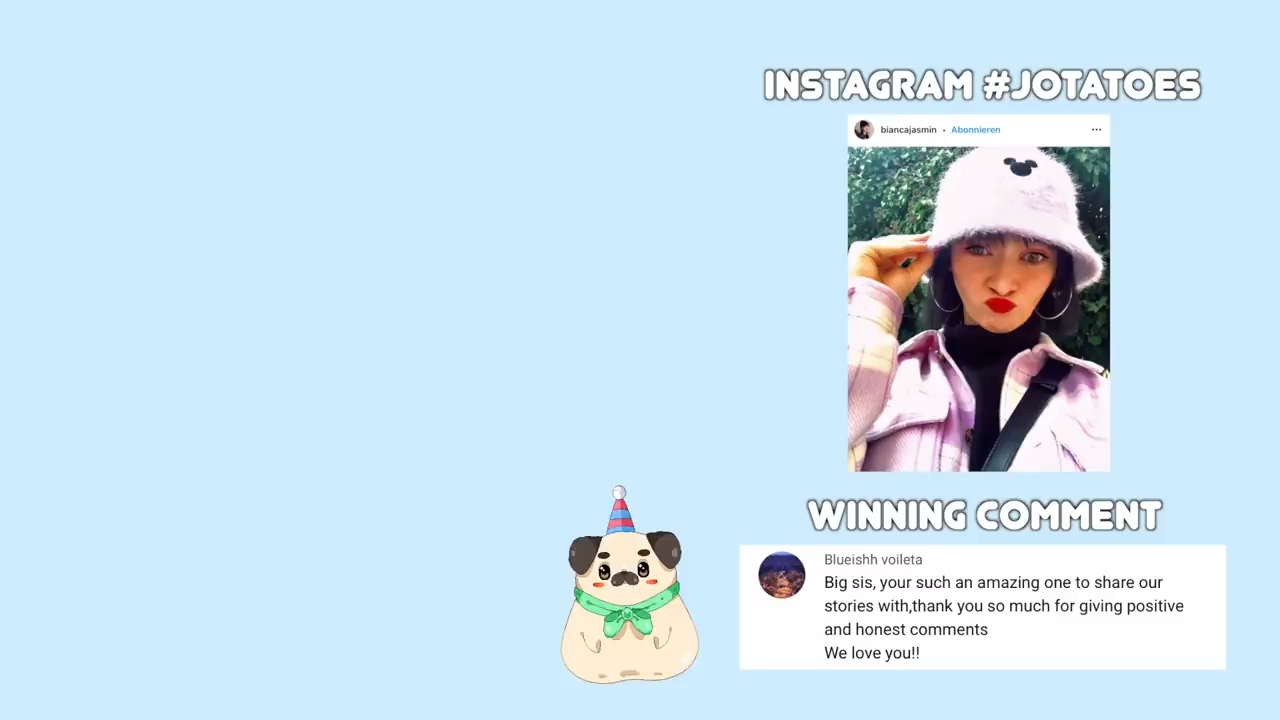 INSTAGRAM #JOTATOES
biancajasmin • Abonnieren
WINNING COMMENT
Blueishh voileta
Big sis, your such an amazing one to share our
stories with,thank you so much for giving positive
and honest comments
We love you!!